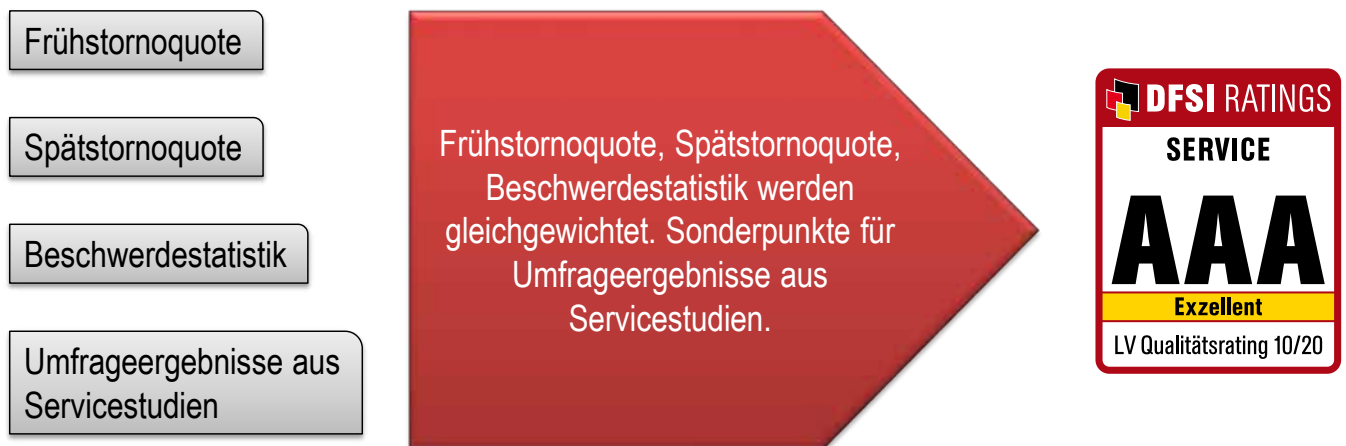 Frühstornoquote
Spätstornoquote
Beschwerdestatistik
Umfrageergebnisse aus
Servicestudien
Frühstornoquote, Spätstornoquote,
Beschwerdestatistik werden
gleichgewichtet. Sonderpunkte für
Umfrageergebnisse aus
Servicestudien.
DFSI RATINGS
SERVICE
AAA
Exzellent
LV Qualitätsrating 10/20